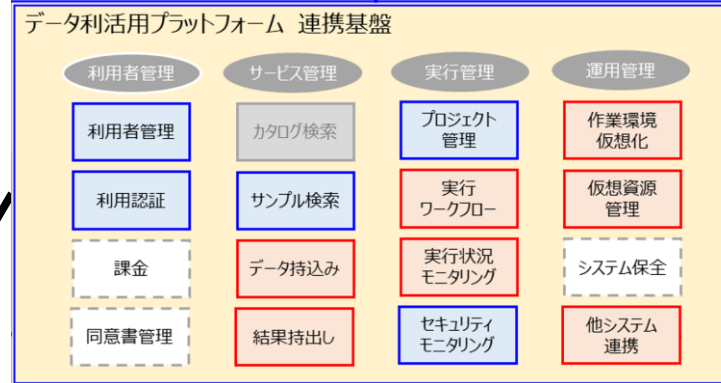 データ利活用プラットフォーム 連携基盤
利用者管理
サービス管理
実行管理
運用管理
利用者管理
カタログ検索
プロジェクト
管理
作業環境
仮想化
利用認証
サンプル検索
実行
ワークフロー
仮想資源
管理
課金
データ持込み
実行状況
モニタリング
システム保全
同意書管理
結果持出し
セキュリティ
モニタリング
他システム
連携